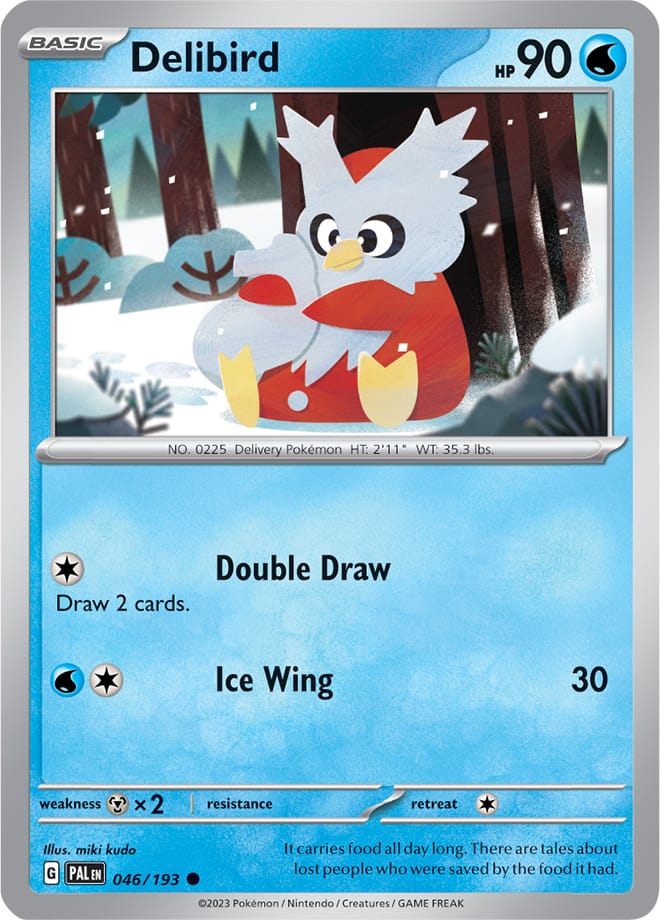 BASIC
Delibird
HP 90
NO. 0225 Delivery Pokémon HT: 2'11" WT: 35.3 lbs.
Double Draw
Draw 2 cards.
Ice Wing 30
weakness ×2 resistance retreat
Illus. miki kudo
It carries food all day long. There are tales about
lost people who were saved by the food it had.
G PAL EN 046/193
©2023 Pokémon / Nintendo / Creatures / GAME FREAK